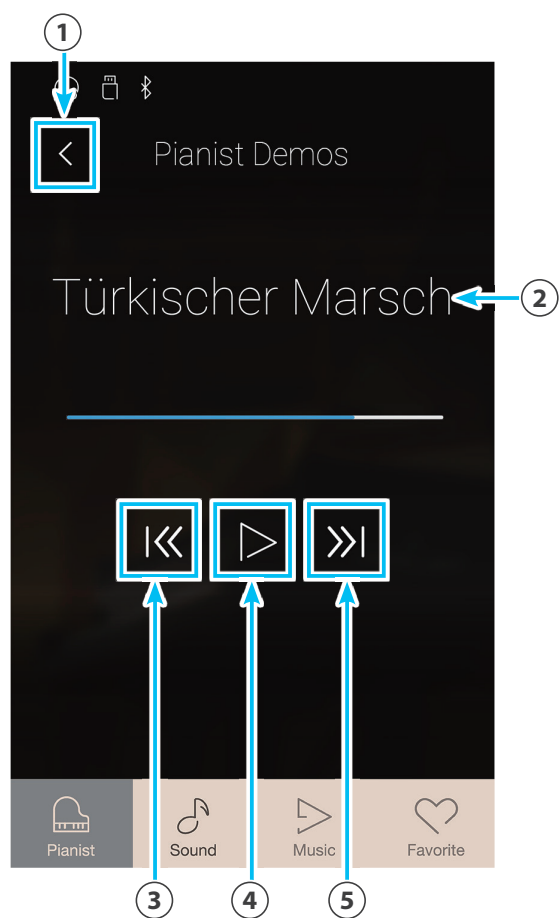 ①
Pianist Demos
Türkischer Marsch
②
Pianist Sound Music Favorite
③ ④ ⑤